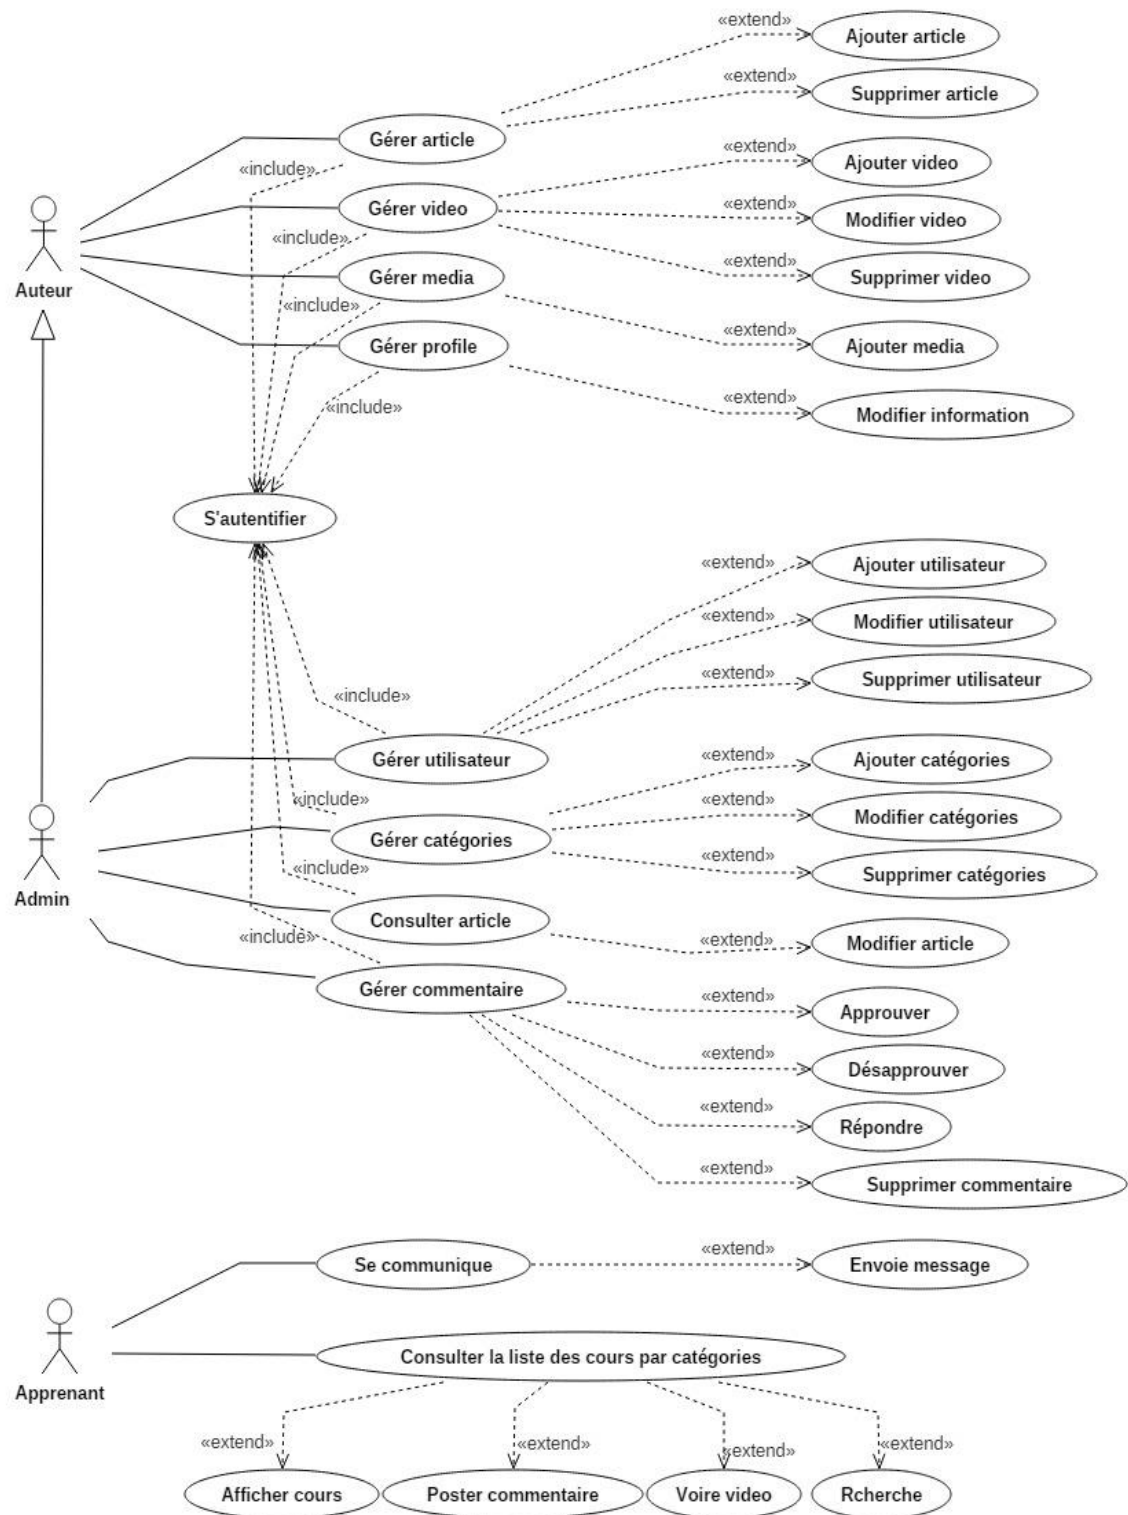 «extend»
Ajouter article
«extend»
Supprimer article
Gérer article
«include»
«extend»
Ajouter video
Gérer video
«extend»
Modifier video
«include»
«extend»
Supprimer video
Auteur
Gérer media
«include»
«extend»
Ajouter media
Gérer profile
«include»
«extend»
Modifier information
S'autentifier
«extend»
Ajouter utilisateur
«extend»
Modifier utilisateur
«extend»
Supprimer utilisateur
«include»
Gérer utilisateur
«extend»
Ajouter catégories
«include»
«extend»
Modifier catégories
Gérer catégories
«extend»
Supprimer catégories
«include»
Admin
Consulter article
«include»
«extend»
Modifier article
Gérer commentaire
«extend»
Approuver
«extend»
Désapprouver
«extend»
Répondre
«extend»
Supprimer commentaire
Se communique
«extend»
Envoie message
Apprenant
Consulter la liste des cours par catégories
«extend»
«extend»
«extend»
«extend»
Afficher cours
Poster commentaire
Voire video
Rcherche